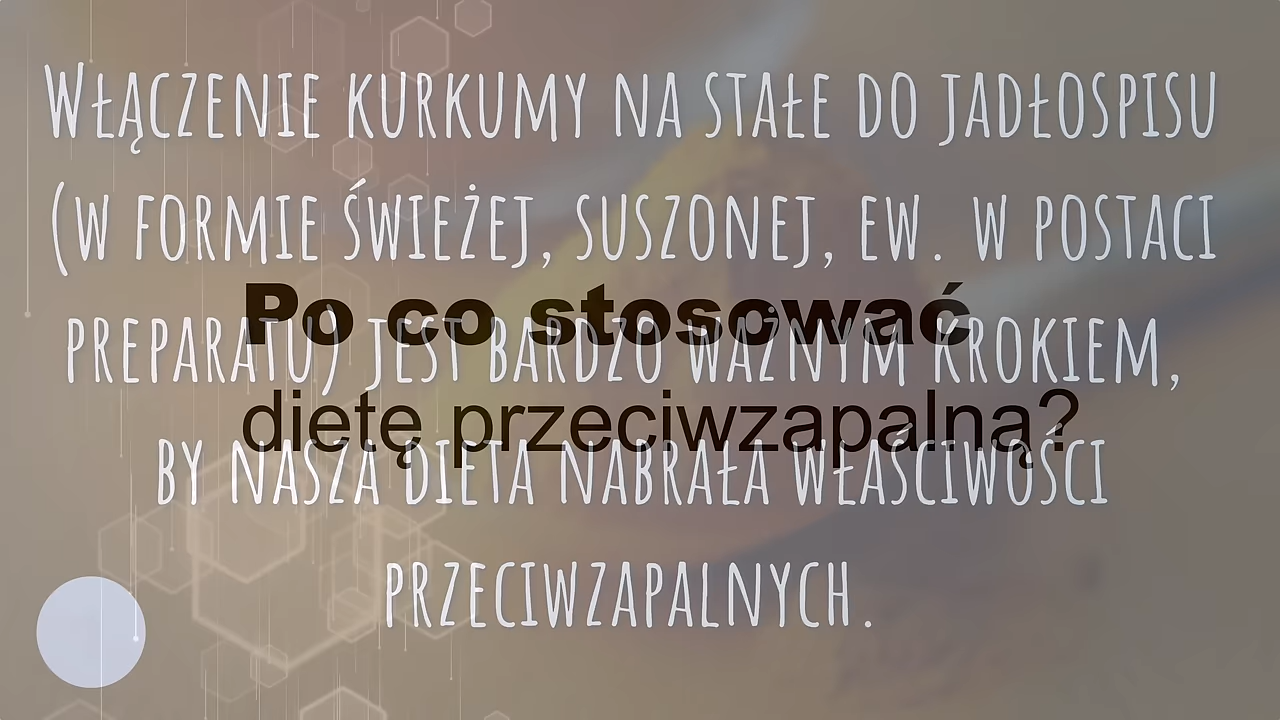 Włączenie kurkumy na stałe do jadłospisu
(w formie świeżej, suszonej, ew. w postaci
preparatu) jest bardzo ważnym krokiem,
by nasza dieta nabrała właściwości
przeciwzapalnych.
Po co stosować
dietę przeciwzapalną?